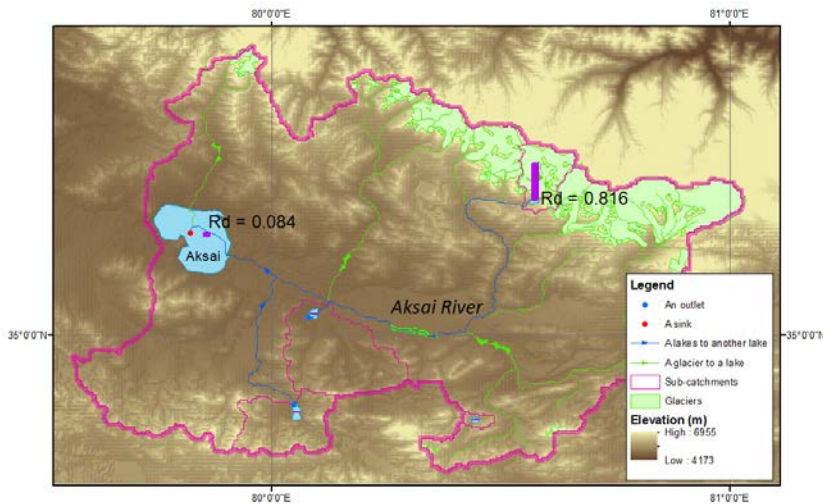 80°0'0"E
81°0'0"E
Rd = 0.816
Rd = 0.084
Aksai
Aksai River
35°0'0"N
35°0'0"N
Legend
An outlet
A sink
A lakes to another lake
A glacier to a lake
Sub-catchments
Glaciers
Elevation (m)
High : 6955
Low : 4173
80°0'0"E
81°0'0"E